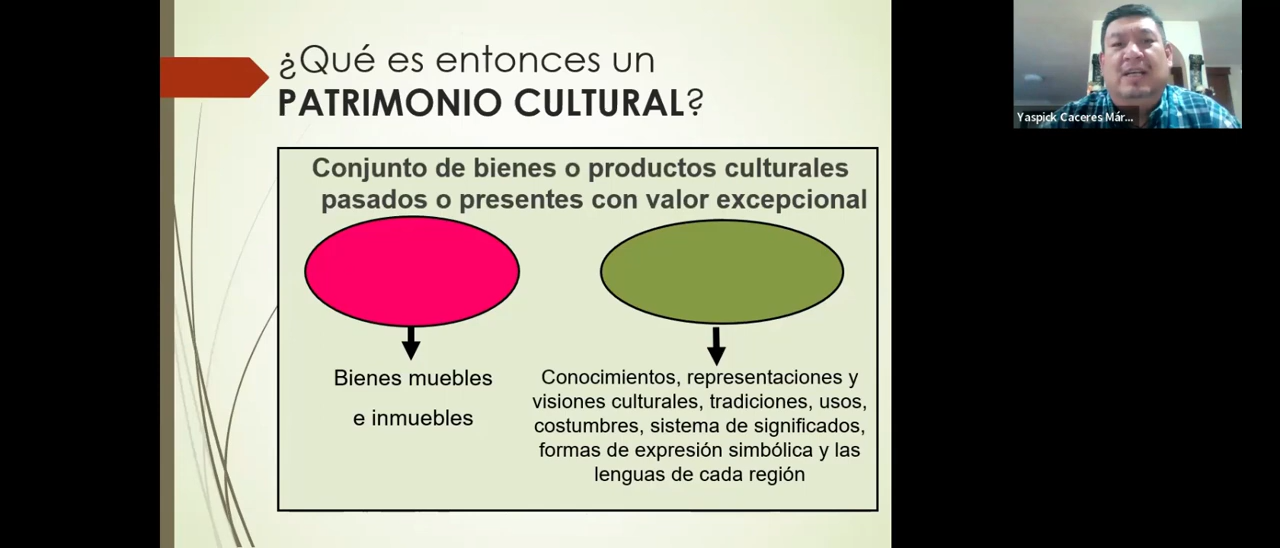 ¿Qué es entonces un
PATRIMONIO CULTURAL?
Conjunto de bienes o productos culturales
pasados o presentes con valor excepcional
Bienes muebles
e inmuebles
Conocimientos, representaciones y
visiones culturales, tradiciones, usos,
costumbres, sistema de significados,
formas de expresión simbólica y las
lenguas de cada región
Yaspick Caceres Már...